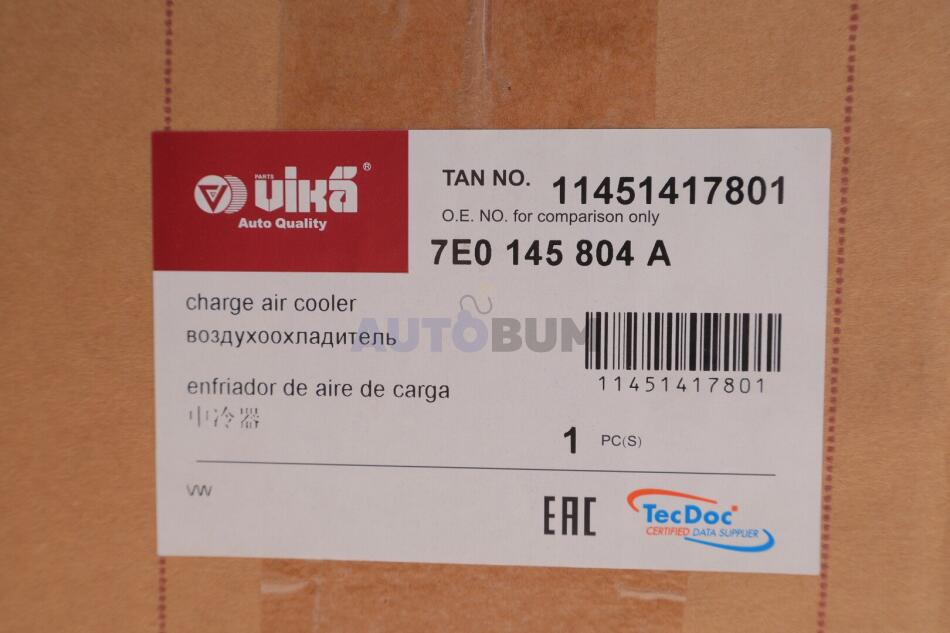 PARTS
vika®
Auto Quality
TAN NO. 11451417801
O.E. NO. for comparison only
7E0 145 804 A
charge air cooler
воздухоохладитель
AUTOBUM
11451417801
enfriador de aire de carga
中冷器
1 PC(S)
VW
EAC
TecDoc
CERTIFIED DATA SUPPLIER